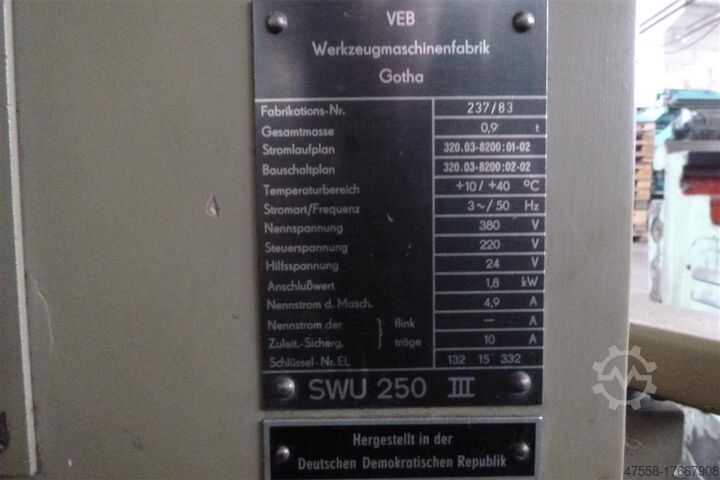 VEB
Werkzeugmaschinenfabrik
Gotha
Fabrikations-Nr. 237/83
Gesamtmasse 0,9 t
Stromlaufplan 320.03-8200:01-02
Bauschaltplan 320.03-8200:02-02
Temperaturbereich +10/+40 °C
Stromart/Frequenz 3~/50 Hz
Nennspannung 380 V
Steuerspannung 220 V
Hilfsspannung 24 V
Anschlußwert 1,8 kW
Nennstrom d. Masch. 4,9 A
Nennstrom der } flink — A
Zuleit.-Sicherg. träge 10 A
Schlüssel-Nr. EL 132 15 332
SWU 250 III
Hergestellt in der
Deutschen Demokratischen Republik
47558-17667908